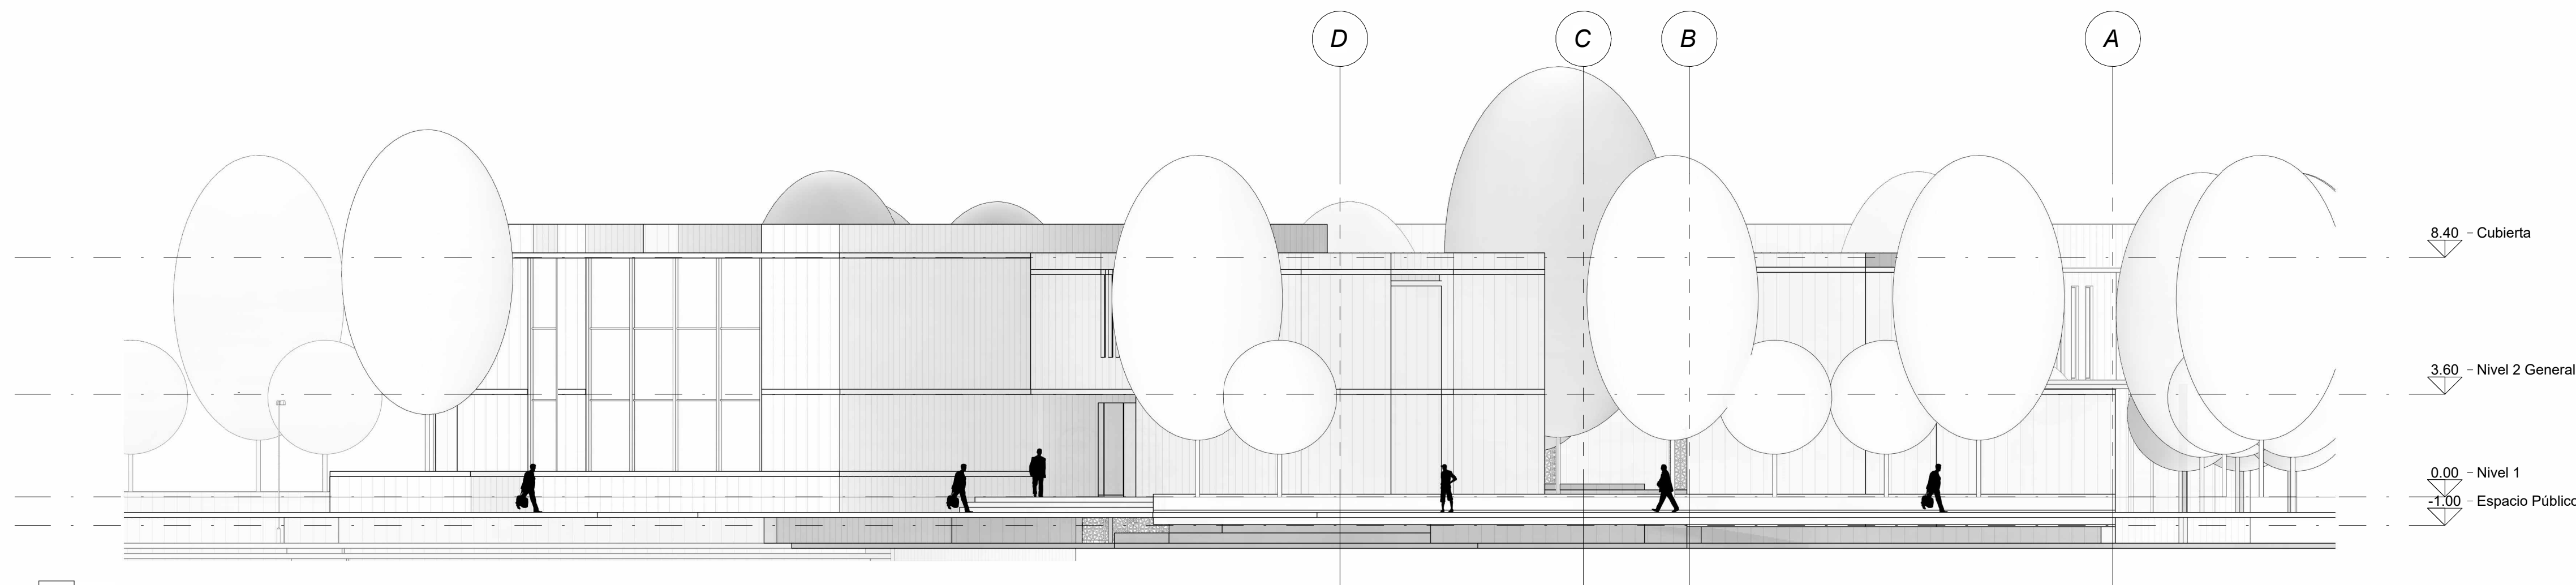 D
C
B
A
8.40 Cubierta
3.60 Nivel 2 General
0.00 Nivel 1
-1.00 Espacio Público